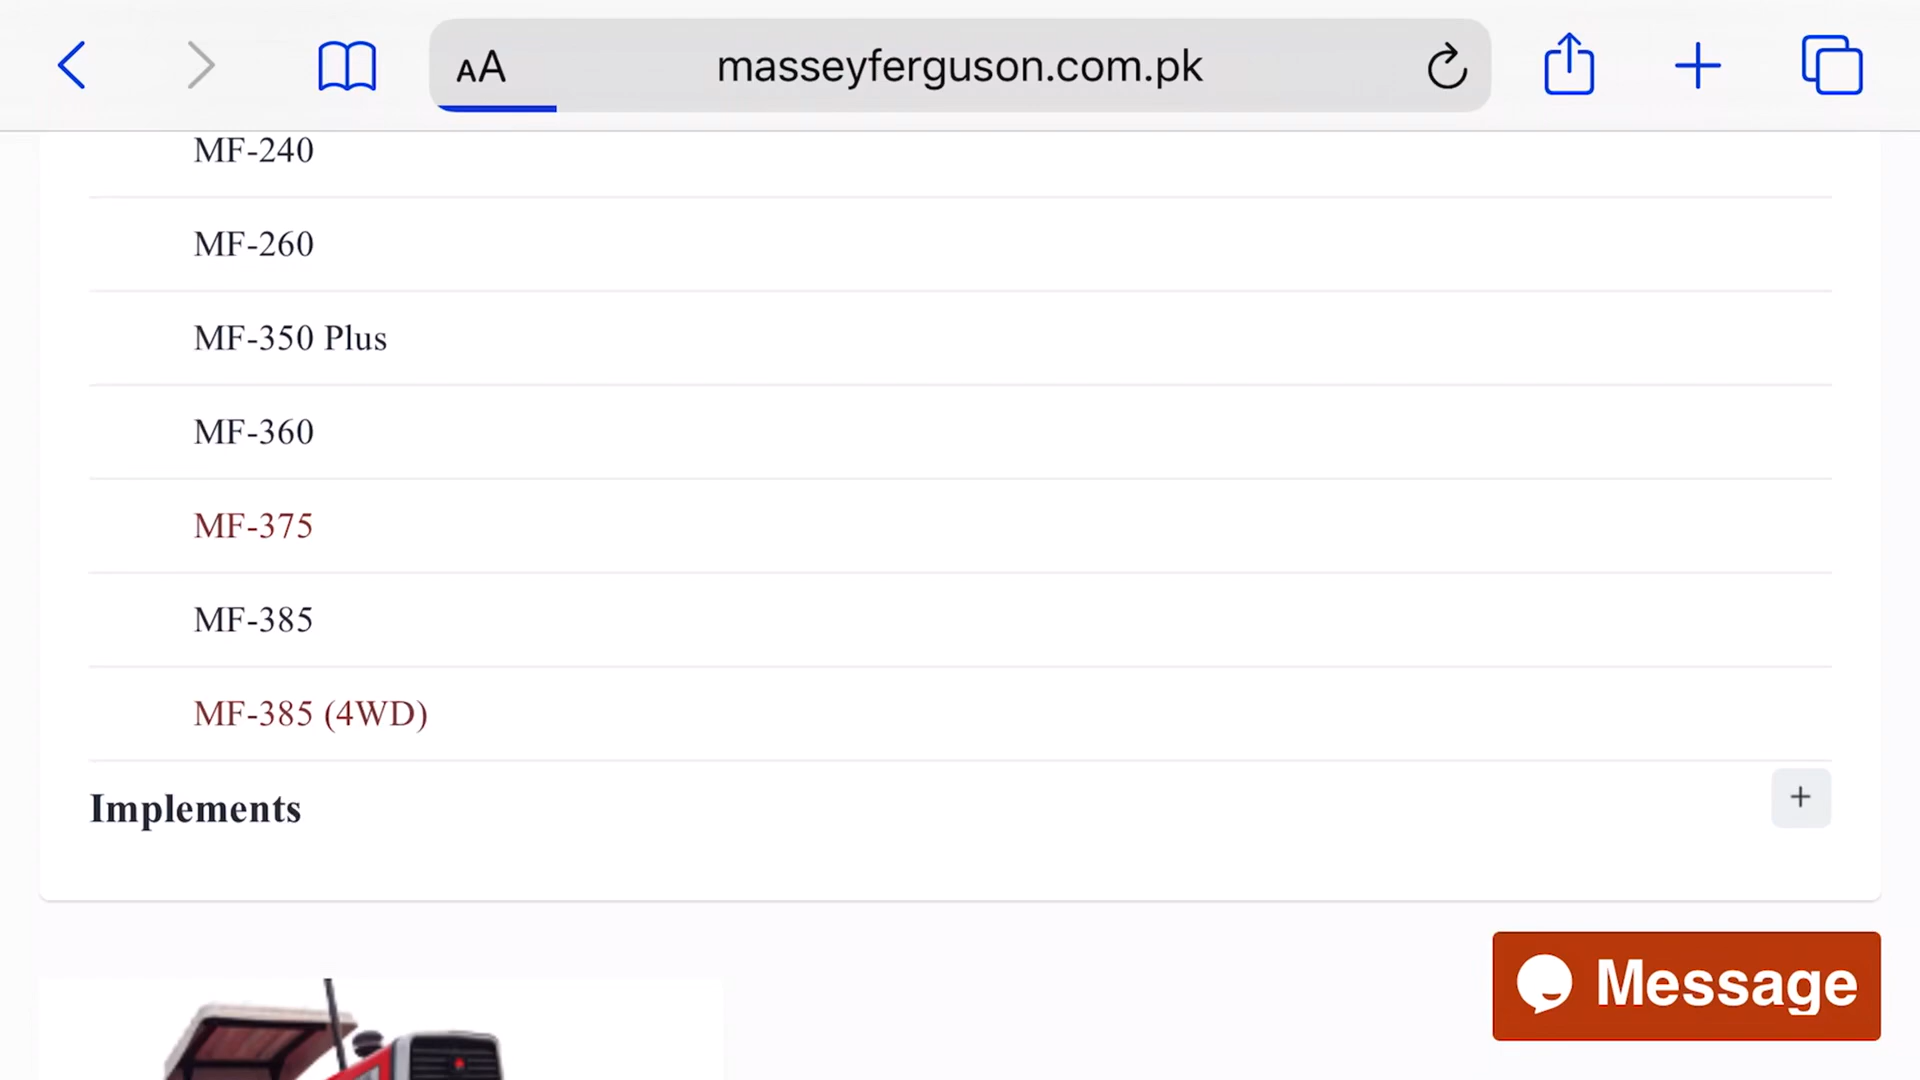 AA
masseyferguson.com.pk
MF-240
MF-260
MF-350 Plus
MF-360
MF-375
MF-385
MF-385 (4WD)
Implements
+
Message